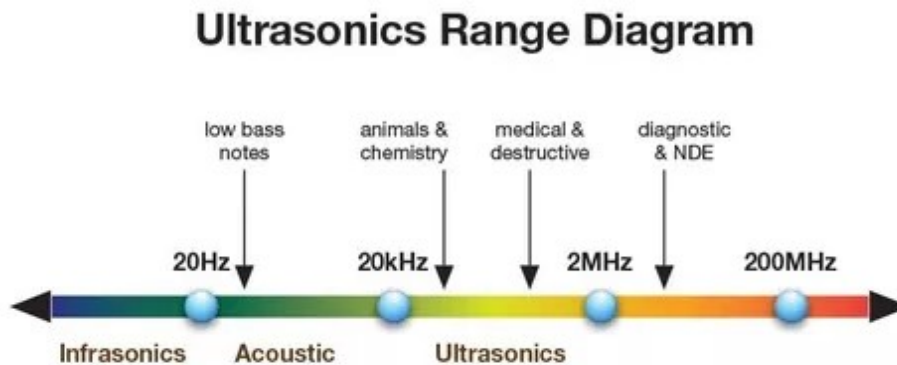 Ultrasonics Range Diagram
low bass
notes
animals &
chemistry
medical &
destructive
diagnostic
& NDE
20Hz
20kHz
2MHz
200MHz
Infrasonics
Acoustic
Ultrasonics